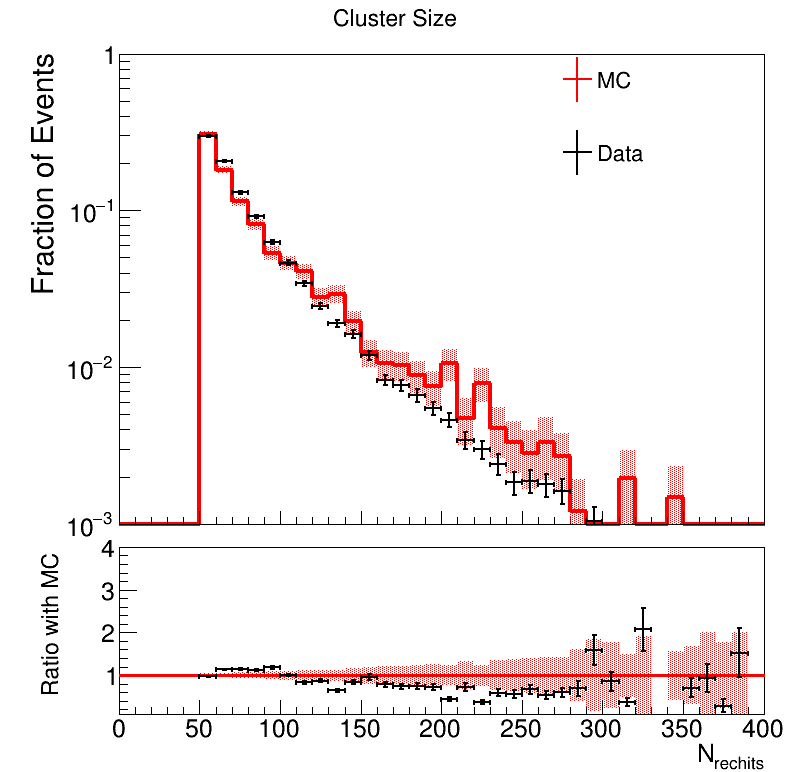 Cluster Size
Fraction of Events
1
10⁻¹
10⁻²
10⁻³
MC
Data
Ratio with MC
4
3
2
1
0 50 100 150 200 250 300 350 400
N_rechits